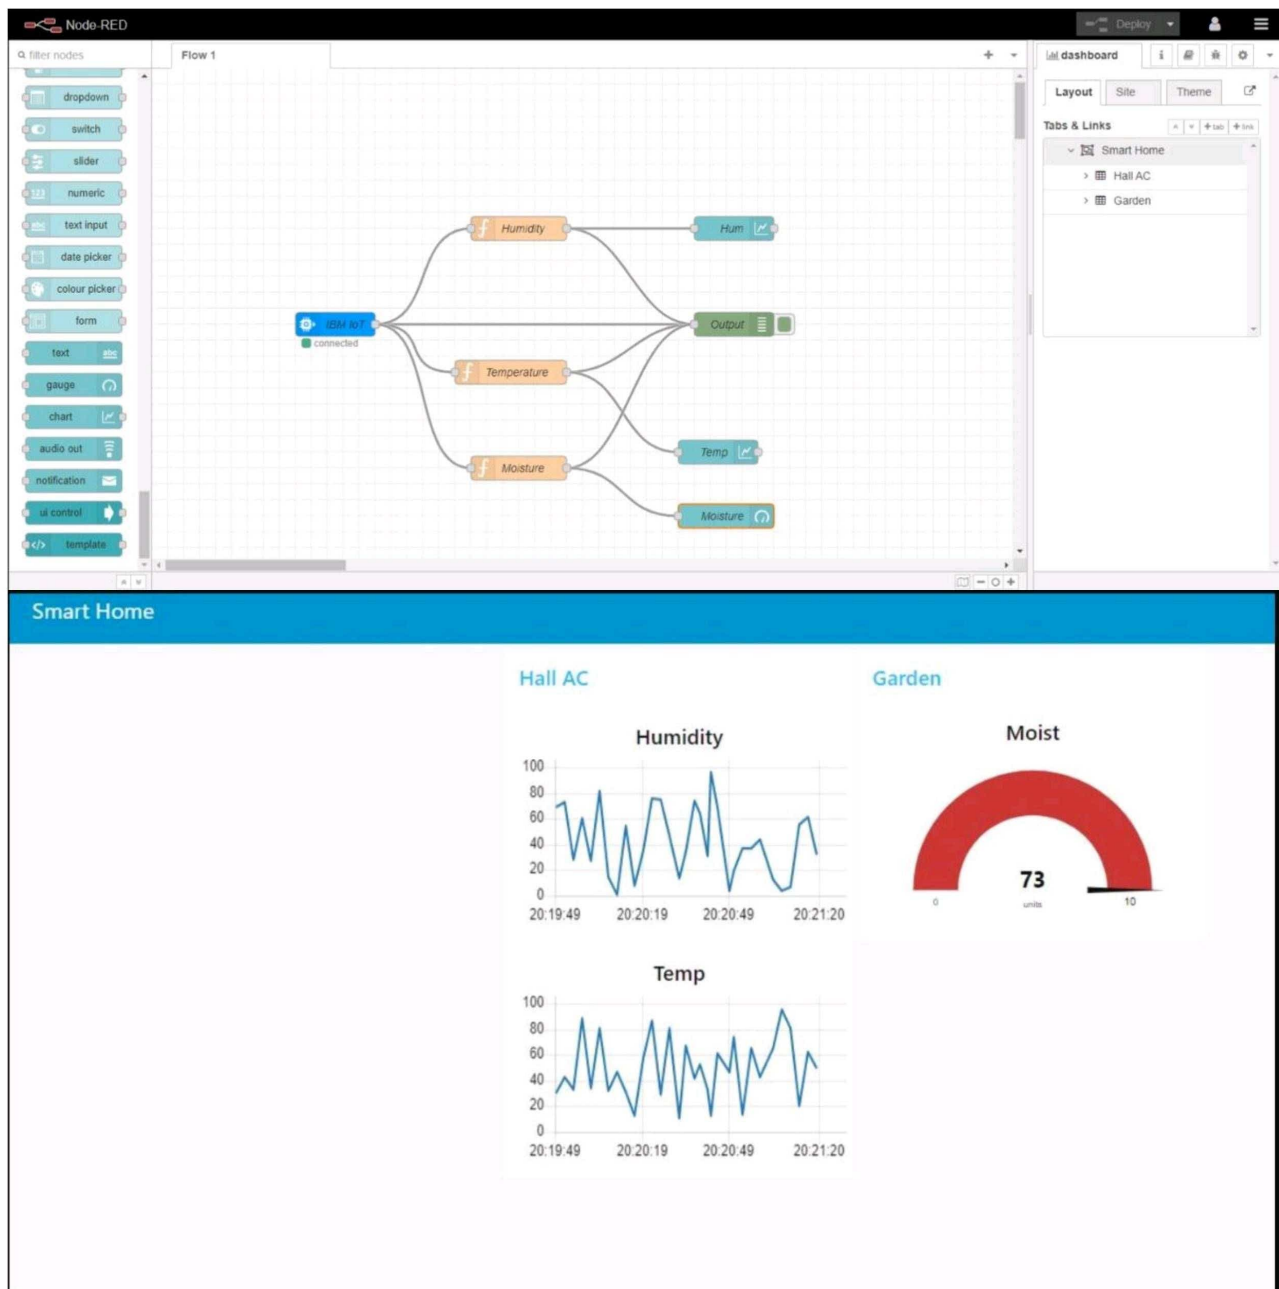 Node-RED
Deploy
filter nodes
Flow 1
dashboard
i
dropdown
switch
slider
123 numeric
abc text input
date picker
colour picker
form
text abc
gauge
chart
audio out
notification
ui control
</> template
Humidity
Hum
IBM IoT
connected
Output
Temperature
Temp
Moisture
Moisture
Layout
Site
Theme
Tabs & Links
+ tab
+ link
Smart Home
Hall AC
Garden
Smart Home
Hall AC
Garden
Humidity
100
80
60
40
20
0
20:19:49 20:20:19 20:20:49 20:21:20
Moist
73
units
0
10
Temp
100
80
60
40
20
0
20:19:49 20:20:19 20:20:49 20:21:20